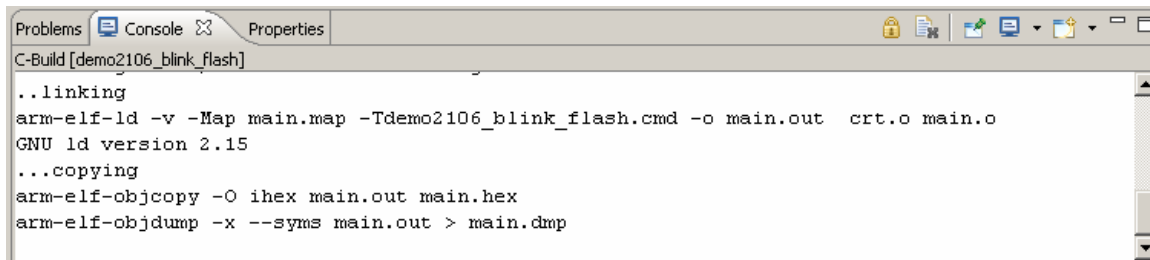 Problems Console Properties
C-Build [demo2106_blink_flash]
..linking
arm-elf-ld -v -Map main.map -Tdemo2106_blink_flash.cmd -o main.out crt.o main.o
GNU ld version 2.15
...copying
arm-elf-objcopy -O ihex main.out main.hex
arm-elf-objdump -x --syms main.out > main.dmp